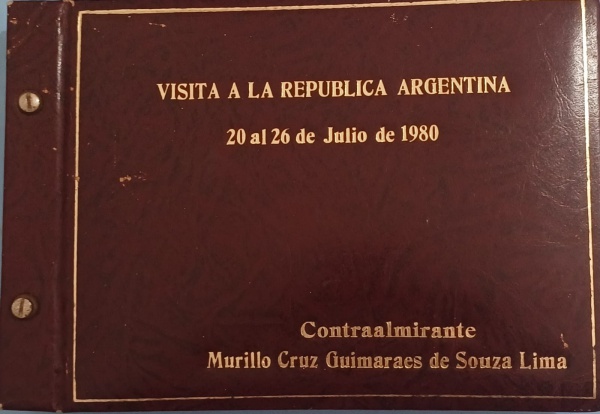 VISITA A LA REPUBLICA ARGENTINA
20 al 26 de Julio de 1980
Contraalmirante
Murillo Cruz Guimaraes de Souza Lima